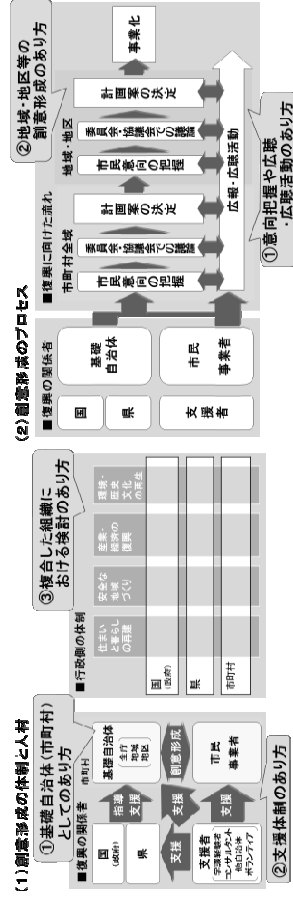 (1)創意形成の体制と人材
①基礎自治体(市町村)
としてのあり方
■復興の関係者
国
(政府)
県
指導
支援
市町村
基礎自治体
全庁
地域
地区
支援
支援
創意形成
支援者
学識経験者
コンサルタント
他自治体
ボランティア
支援
市民
事業者
②支援体制のあり方
③複合した組織に
おける検討のあり方
■行政側の体制
住まい
と暮らし
の再建
安全な
地域
づくり
産業・
経済の
復興
環境・
歴史
文化
の再生
国
(政府)
県
市町村
(2)創意形成のプロセス
■復興の関係者
国
県
基礎
自治体
支援者
市民
事業者
②地域・地区等の
創意形成のあり方
■復興に向けた流れ
市町村全域
市民意向の把握
委員会・協議会での議論
計画案の決定
地域・地区
市民意向の把握
委員会・協議会での議論
計画案の決定
事業化
広報・広聴活動
①意向把握や広聴
・広聴活動のあり方